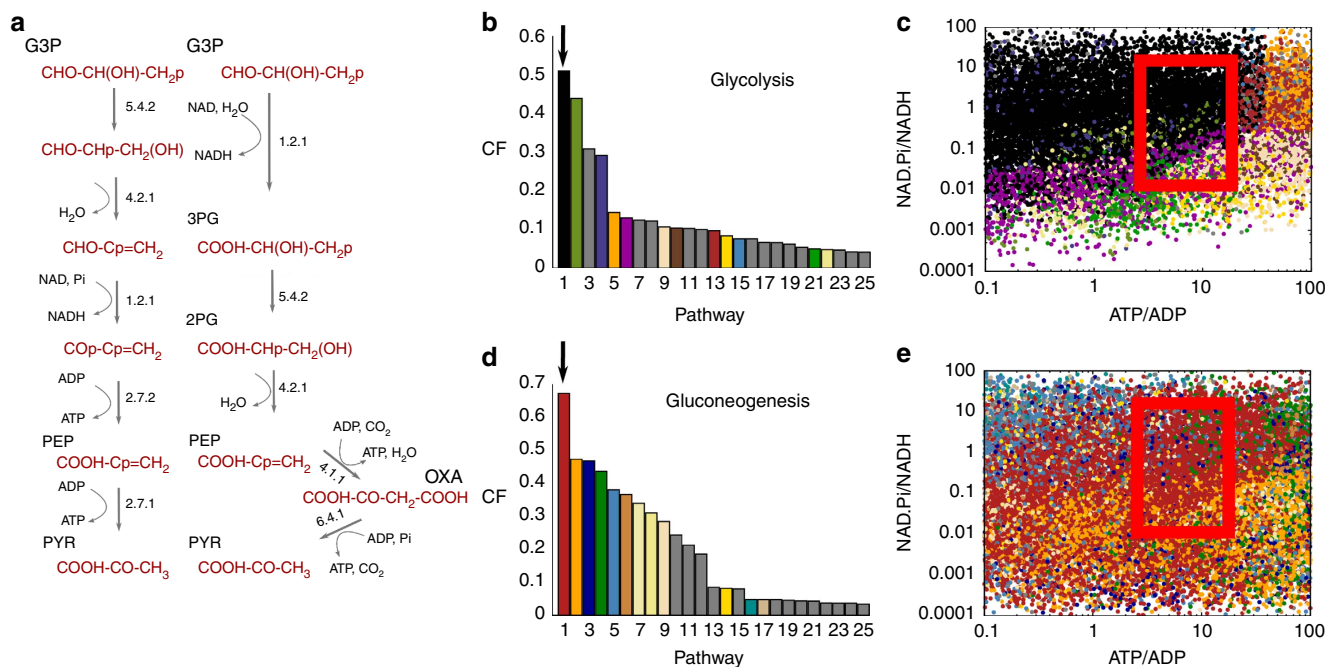 a
G3P
CHO-CH(OH)-CH2p
5.4.2
CHO-CHp-CH2(OH)
4.2.1
H2O
CHO-Cp=CH2
NAD, Pi
1.2.1
NADH
COp-Cp=CH2
ADP
2.7.2
ATP
PEP
COOH-Cp=CH2
ADP
2.7.1
ATP
PYR
COOH-CO-CH3
G3P
CHO-CH(OH)-CH2p
NAD, H2O
1.2.1
NADH
3PG
COOH-CH(OH)-CH2p
5.4.2
2PG
COOH-CHp-CH2(OH)
4.2.1
H2O
PEP
COOH-Cp=CH2
ADP, CO2
4.1.1
ATP, H2O
OXA
COOH-CO-CH2-COOH
6.4.1
ADP, Pi
ATP, CO2
PYR
COOH-CO-CH3
b
Glycolysis
CF
0.6
0.5
0.4
0.3
0.2
0.1
0
1 3 5 7 9 11 13 15 17 19 21 23 25
Pathway
c
NAD.Pi/NADH
100
10
1
0.1
0.01
0.001
0.0001
0.1 1 10 100
ATP/ADP
d
Gluconeogenesis
CF
0.7
0.6
0.5
0.4
0.3
0.2
0.1
0
1 3 5 7 9 11 13 15 17 19 21 23 25
Pathway
e
NAD.Pi/NADH
100
10
1
0.1
0.01
0.001
0.0001
0.1 1 10 100
ATP/ADP